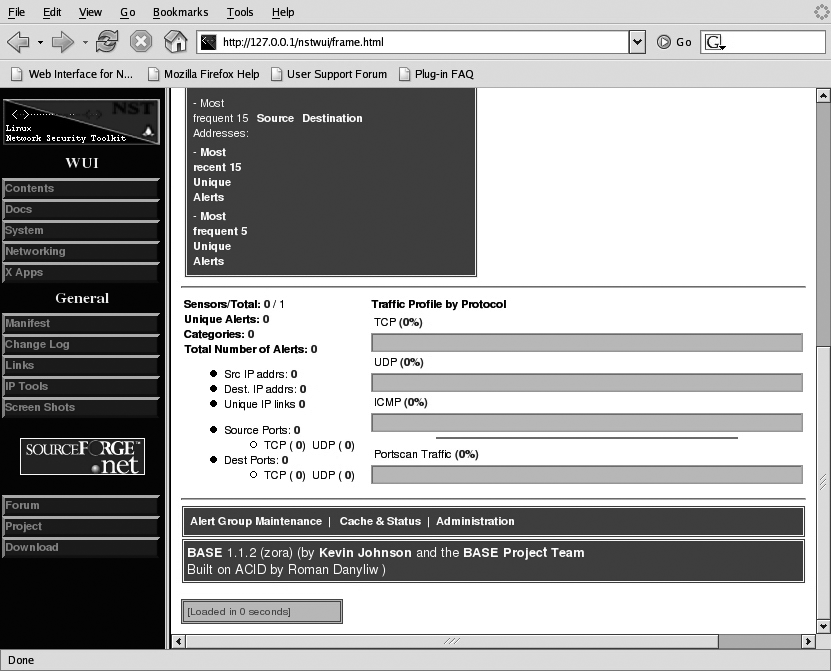 File Edit View Go Bookmarks Tools Help
http://127.0.0.1/nstwui/frame.html Go G
Web Interface for N... Mozilla Firefox Help User Support Forum Plug-in FAQ
NST
Linux
Network Security Toolkit
WUI
Contents
Docs
System
Networking
X Apps
General
Manifest
Change Log
Links
IP Tools
Screen Shots
SOURCEFORGE™
.net
Forum
Project
Download
- Most
frequent 15 Source Destination
Addresses:
- Most
recent 15
Unique
Alerts
- Most
frequent 5
Unique
Alerts
Sensors/Total: 0 / 1
Unique Alerts: 0
Categories: 0
Total Number of Alerts: 0
Src IP addrs: 0
Dest. IP addrs: 0
Unique IP links 0
Source Ports: 0
TCP ( 0) UDP ( 0)
Dest Ports: 0
TCP ( 0) UDP ( 0)
Traffic Profile by Protocol
TCP (0%)
UDP (0%)
ICMP (0%)
Portscan Traffic (0%)
Alert Group Maintenance | Cache & Status | Administration
BASE 1.1.2 (zora) (by Kevin Johnson and the BASE Project Team
Built on ACID by Roman Danyliw )
[Loaded in 0 seconds]
Done